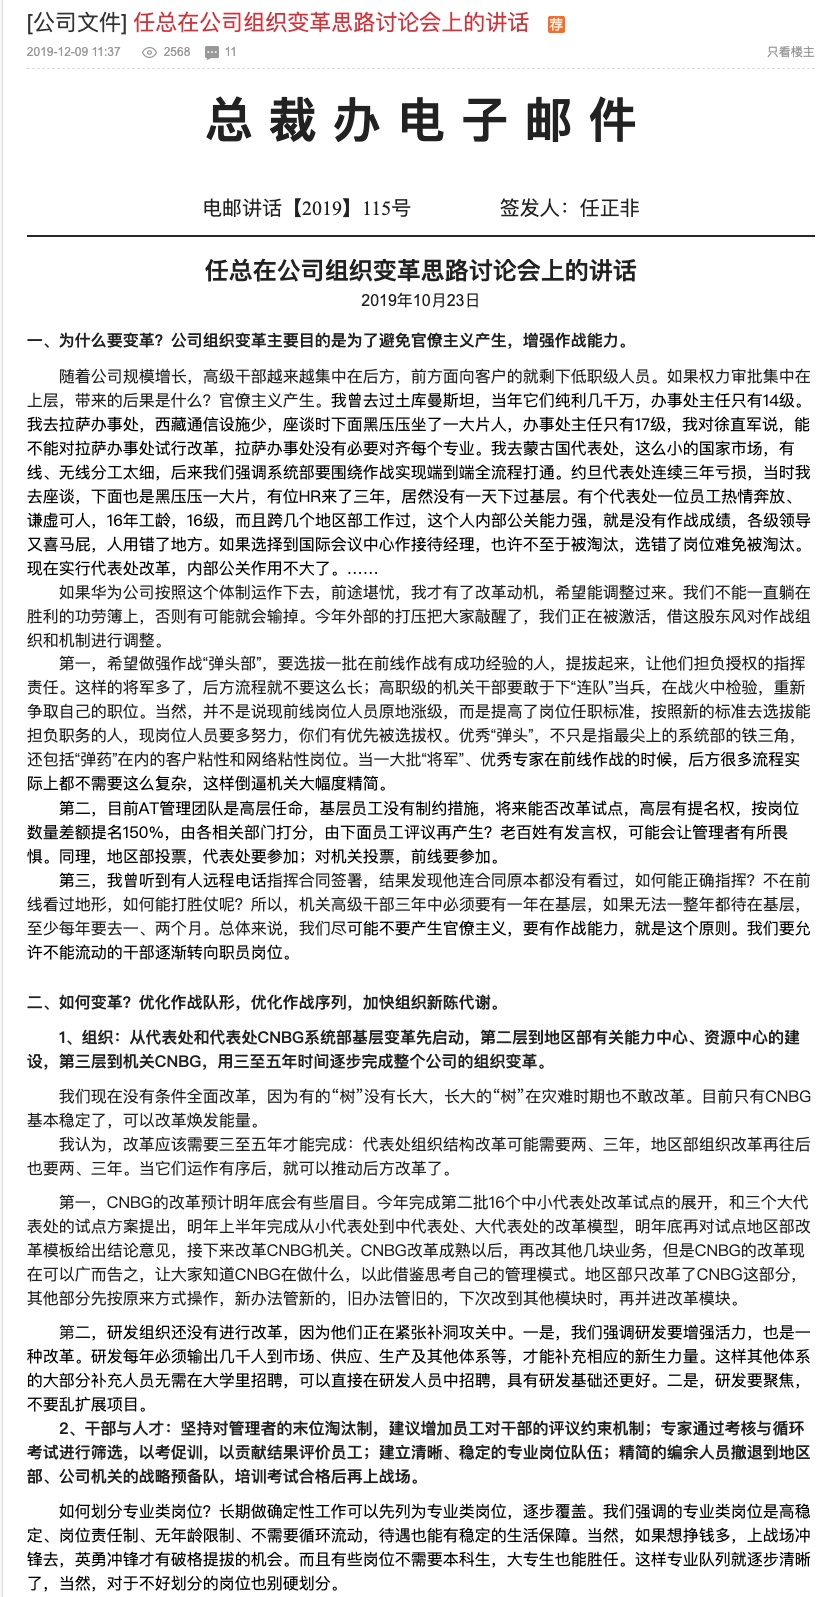 [公司文件] 任总在公司组织变革思路讨论会上的讲话 荐
2019-12-09 11:37 2568 11 只看楼主
总裁办电子邮件
电邮讲话【2019】115号 签发人：任正非
任总在公司组织变革思路讨论会上的讲话
2019年10月23日
一、为什么要变革？公司组织变革主要目的是为了避免官僚主义产生，增强作战能力。
随着公司规模增长，高级干部越来越集中在后方，前方面向客户的就剩下低职级人员。如果权力审批集中在
上层，带来的后果是什么？官僚主义产生。我曾去过土库曼斯坦，当年它们纯利几千万，办事处主任只有14级。
我去拉萨办事处，西藏通信设施少，座谈时下面黑压压坐了一大片人，办事处主任只有17级，我对徐直军说，能
不能对拉萨办事处试行改革，拉萨办事处没有必要对齐每个专业。我去蒙古国代表处，这么小的国家市场，有
线、无线分工太细，后来我们强调系统部要围绕作战实现端到端全流程打通。约旦代表处连续三年亏损，当时我
去座谈，下面也是黑压压一大片，有位HR来了三年，居然没有一天下过基层。有个代表处一位员工热情奔放、
谦虚可人，16年工龄，16级，而且跨几个地区部工作过，这个人内部公关能力强，就是没有作战成绩，各级领导
又喜马屁，人用错了地方。如果选择到国际会议中心作接待经理，也许不至于被淘汰，选错了岗位难免被淘汰。
现在实行代表处改革，内部公关作用不大了。……
如果华为公司按照这个体制运作下去，前途堪忧，我才有了改革动机，希望能调整过来。我们不能一直躺在
胜利的功劳簿上，否则有可能就会输掉。今年外部的打压把大家敲醒了，我们正在被激活，借这股东风对作战组
织和机制进行调整。
第一，希望做强作战“弹头部”，要选拔一批在前线作战有成功经验的人，提拔起来，让他们担负授权的指挥
责任。这样的将军多了，后方流程就不要这么长；高职级的机关干部要敢于下“连队”当兵，在战火中检验，重新
争取自己的职位。当然，并不是说现前线岗位人员原地涨级，而是提高了岗位任职标准，按照新的标准去选拔能
担负职务的人，现岗位人员要多努力，你们有优先被选拔权。优秀“弹头”，不只是指最尖上的系统部的铁三角，
还包括“弹药”在内的客户粘性和网络粘性岗位。当一大批“将军”、优秀专家在前线作战的时候，后方很多流程实
际上都不需要这么复杂，这样倒逼机关大幅度精简。
第二，目前AT管理团队是高层任命，基层员工没有制约措施，将来能否改革试点，高层有提名权，按岗位
数量差额提名150%，由各相关部门打分，由下面员工评议再产生？老百姓有发言权，可能会让管理者有所畏
惧。同理，地区部投票，代表处要参加；对机关投票，前线要参加。
第三，我曾听到有人远程电话指挥合同签署，结果发现他连合同原本都没有看过，如何能正确指挥？不在前
线看过地形，如何能打胜仗呢？所以，机关高级干部三年中必须要有一年在基层，如果无法一整年都待在基层，
至少每年要去一、两个月。总体来说，我们尽可能不要产生官僚主义，要有作战能力，就是这个原则。我们要允
许不能流动的干部逐渐转向职员岗位。
二、如何变革？优化作战队形，优化作战序列，加快组织新陈代谢。
1、组织：从代表处和代表处CNBG系统部基层变革先启动，第二层到地区部有关能力中心、资源中心的建
设，第三层到机关CNBG，用三至五年时间逐步完成整个公司的组织变革。
我们现在没有条件全面改革，因为有的“树”没有长大，长大的“树”在灾难时期也不敢改革。目前只有CNBG
基本稳定了，可以改革焕发能量。
我认为，改革应该需要三至五年才能完成：代表处组织结构改革可能需要两、三年，地区部组织改革再往后
也要两、三年。当它们运作有序后，就可以推动后方改革了。
第一，CNBG的改革预计明年底会有些眉目。今年完成第二批16个中小代表处改革试点的展开，和三个大代
表处的试点方案提出，明年上半年完成从小代表处到中代表处、大代表处的改革模型，明年底再对试点地区部改
革模板给出结论意见，接下来改革CNBG机关。CNBG改革成熟以后，再改其他几块业务，但是CNBG的改革现
在可以广而告之，让大家知道CNBG在做什么，以此借鉴思考自己的管理模式。地区部只改革了CNBG这部分，
其他部分先按原来方式操作，新办法管新的，旧办法管旧的，下次改到其他模块时，再并进改革模块。
第二，研发组织还没有进行改革，因为他们正在紧张补洞攻关中。一是，我们强调研发要增强活力，也是一
种改革。研发每年必须输出几千人到市场、供应、生产及其他体系等，才能补充相应的新生力量。这样其他体系
的大部分补充人员无需在大学里招聘，可以直接在研发人员中招聘，具有研发基础还更好。二是，研发要聚焦，
不要乱扩展项目。
2、干部与人才：坚持对管理者的末位淘汰制，建议增加员工对干部的评议约束机制；专家通过考核与循环
考试进行筛选，以考促训，以贡献结果评价员工；建立清晰、稳定的专业岗位队伍；精简的编余人员撤退到地区
部、公司机关的战略预备队，培训考试合格后再上战场。
如何划分专业类岗位？长期做确定性工作可以先列为专业类岗位，逐步覆盖。我们强调的专业类岗位是高稳
定、岗位责任制、无年龄限制、不需要循环流动，待遇也能有稳定的生活保障。当然，如果想挣钱多，上战场冲
锋去，英勇冲锋才有破格提拔的机会。而且有些岗位不需要本科生，大专生也能胜任。这样专业队列就逐步清晰
了，当然，对于不好划分的岗位也别硬划分。